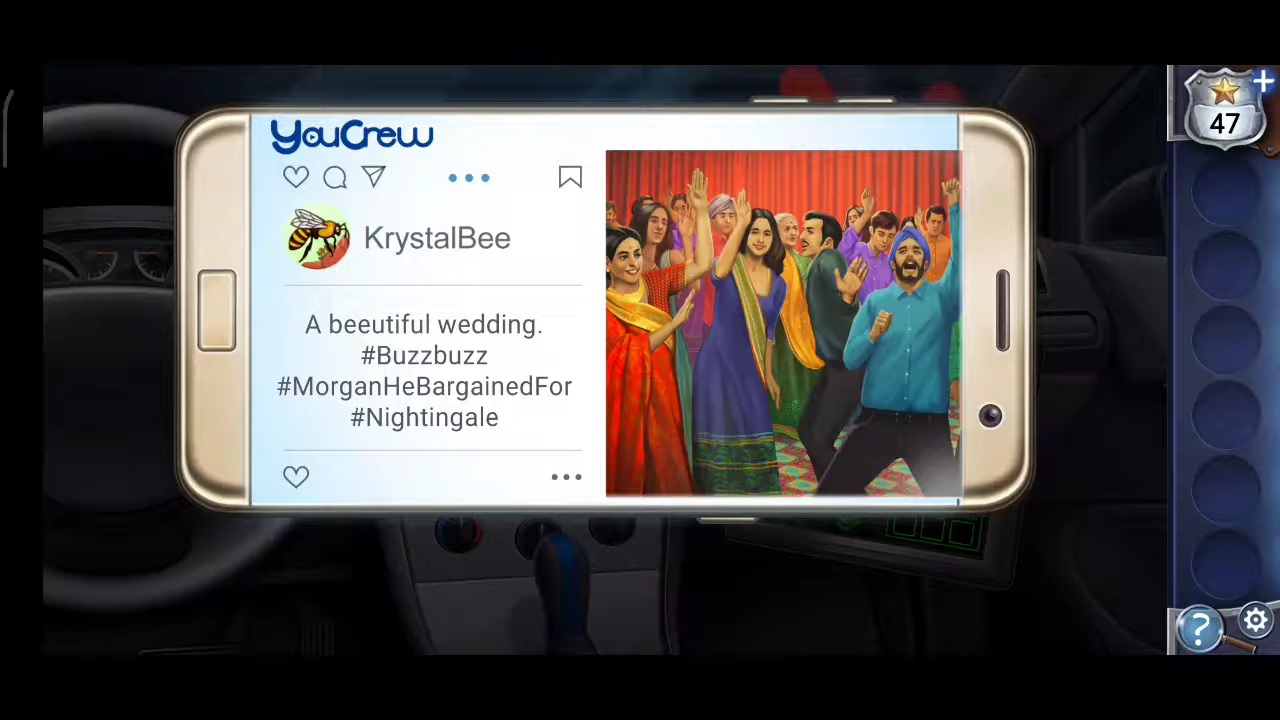 YouCrew
KrystalBee
A beeutiful wedding.
#Buzzbuzz
#MorganHeBargainedFor
#Nightingale
47
?